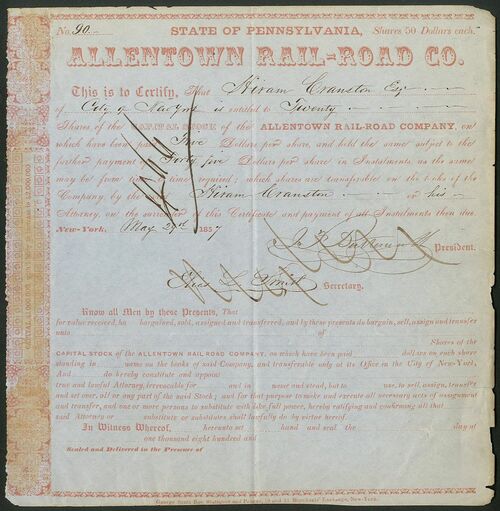 No. 90.
STATE OF PENNSYLVANIA, Shares 50 Dollars each.
ALLENTOWN RAIL-ROAD CO.
This is to Certify, That Hiram Cranston Esq
of City of New York is entitled to Twenty
Shares of the CAPITAL STOCK of the ALLENTOWN RAIL-ROAD COMPANY, on
which have been paid Five Dollars per share, and held the same subject to the
further payment Forty five Dollars per share in Instalments, as the same
may be from time to time required; which shares are transferable on the books of the
Company by the said Hiram Cranston or his
Attorney, on the surrender of this Certificate and payment of all Instalments then due.
New-York, May 29th 1857
President.
Secretary.
Know all Men by these Presents, That
for value received, ha bargained, sold, assigned and transferred, and by these presents do bargain, sell, assign and transfer
unto of
Shares of the
CAPITAL STOCK OF THE ALLENTOWN RAIL ROAD COMPANY, on which have been paid dollars on each share
standing in name on the books of said Company, and transferable only at its Office in the City of New-York;
And do hereby constitute and appoint
true and lawful Attorney, irrevocable for and in name and stead, but to use, to sell, assign, transfer
and set over, all or any part of the said Stock; and for that purpose to make and execute all necessary acts of assignment
and transfer, and one or more persons to substitute with like full power, hereby ratifying and confirming all that
said Attorney or substitute or substitutes shall lawfully do by virtue hereof.
In Witness Whereof, hereunto set hand and seal the day of
one thousand eight hundred and
Sealed and Delivered in the Presence of